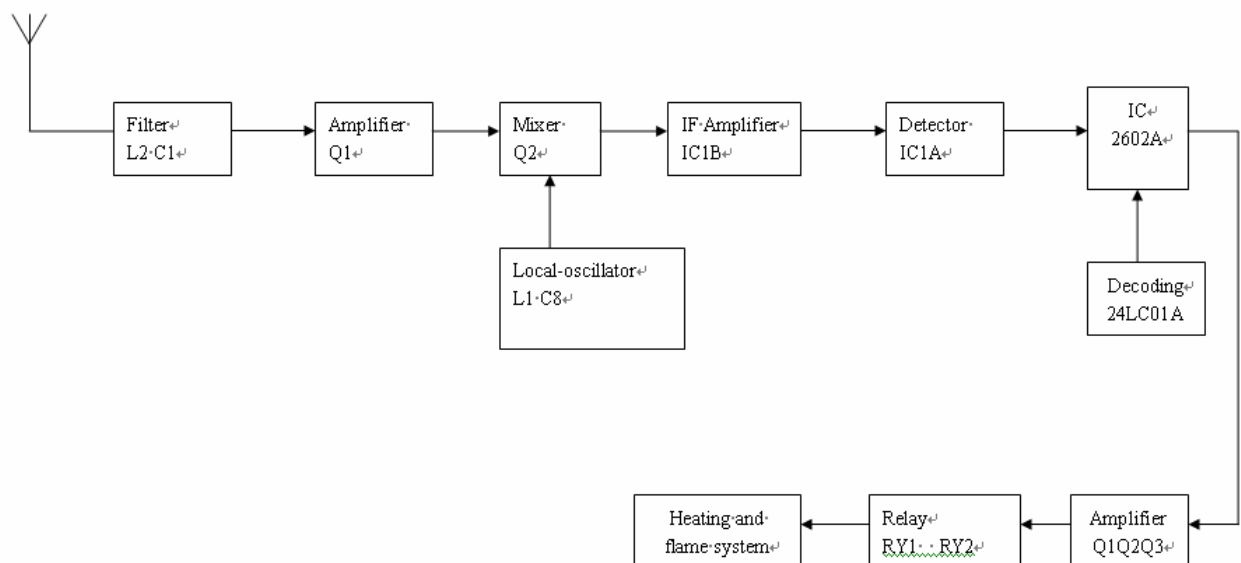 Filter
L2 C1
Amplifier
Q1
Mixer
Q2
IF Amplifier
IC1B
Detector
IC1A
IC
2602A
Local-oscillator
L1 C8
Decoding
24LC01A
Heating and
flame system
Relay
RY1 RY2
Amplifier
Q1Q2Q3